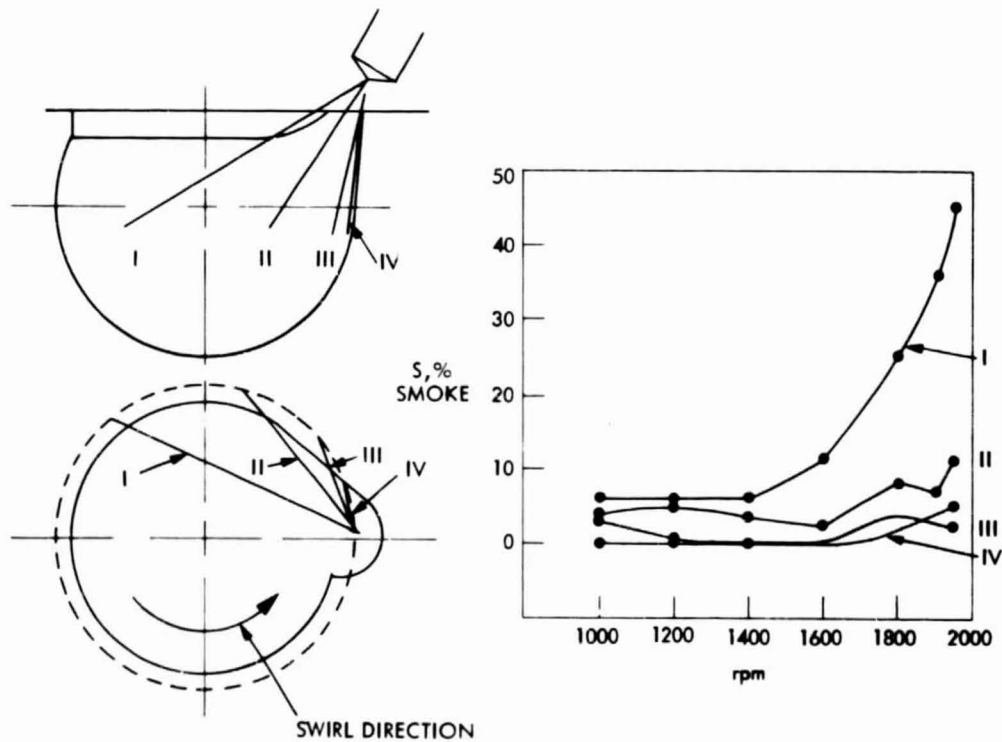 I
II
III
IV
I
II
III
IV
SWIRL DIRECTION
S, %
SMOKE
50
40
30
20
10
0
1000
1200
1400
1600
1800
2000
rpm
I
II
III
IV